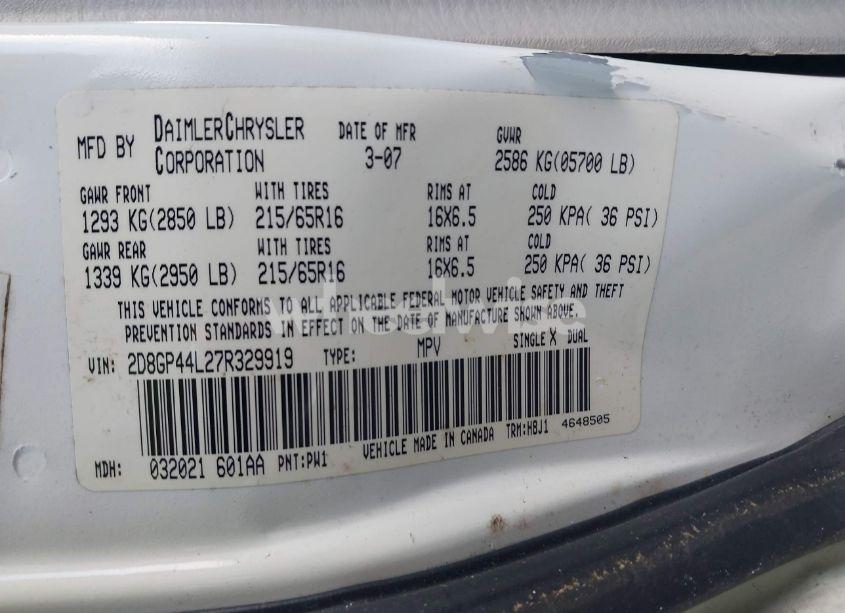 MFD BY DAIMLERCHRYSLER CORPORATION DATE OF MFR 3-07 GVWR 2586 KG(05700 LB)
GAWR FRONT WITH TIRES RIMS AT COLD
1293 KG(2850 LB) 215/65R16 16X6.5 250 KPA( 36 PSI)
GAWR REAR WITH TIRES RIMS AT COLD
1339 KG(2950 LB) 215/65R16 16X6.5 250 KPA( 36 PSI)
THIS VEHICLE CONFORMS TO ALL APPLICABLE FEDERAL MOTOR VEHICLE SAFETY AND THEFT
PREVENTION STANDARDS IN EFFECT ON THE DATE OF MANUFACTURE SHOWN ABOVE.
VIN: 2D8GP44L27R329919 TYPE: MPV SINGLE X DUAL
MDH: 032021 601AA PNT:PW1 VEHICLE MADE IN CANADA TRM:H8J1 4648505
wheelwise